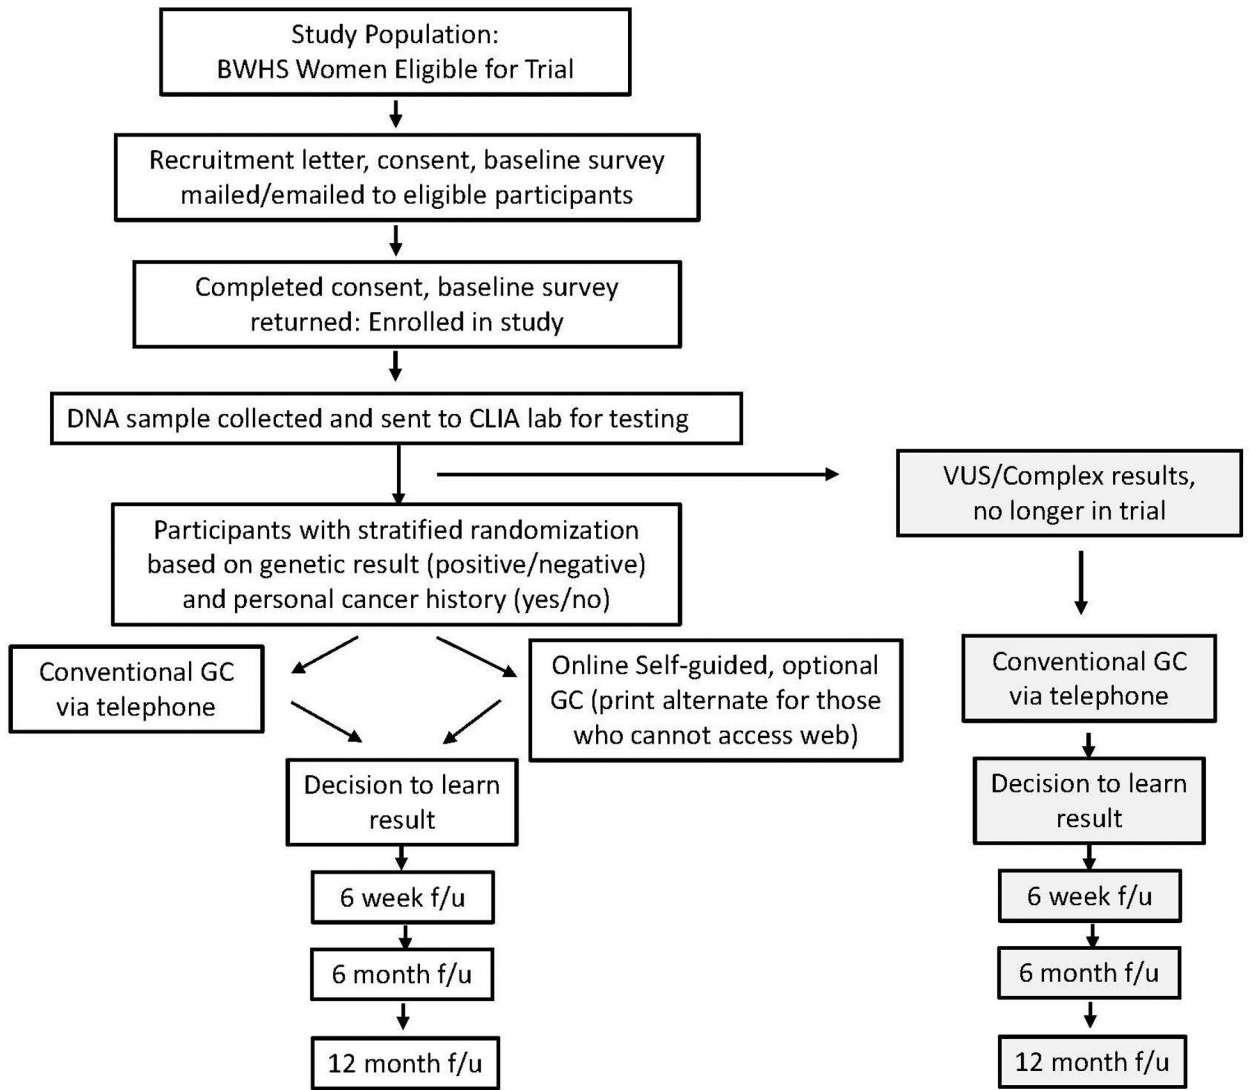 Study Population:
BWHS Women Eligible for Trial
Recruitment letter, consent, baseline survey
mailed/emailed to eligible participants
Completed consent, baseline survey
returned: Enrolled in study
DNA sample collected and sent to CLIA lab for testing
VUS/Complex results,
no longer in trial
Participants with stratified randomization
based on genetic result (positive/negative)
and personal cancer history (yes/no)
Conventional GC
via telephone
Online Self-guided, optional
GC (print alternate for those
who cannot access web)
Conventional GC
via telephone
Decision to learn
result
Decision to learn
result
6 week f/u
6 week f/u
6 month f/u
6 month f/u
12 month f/u
12 month f/u